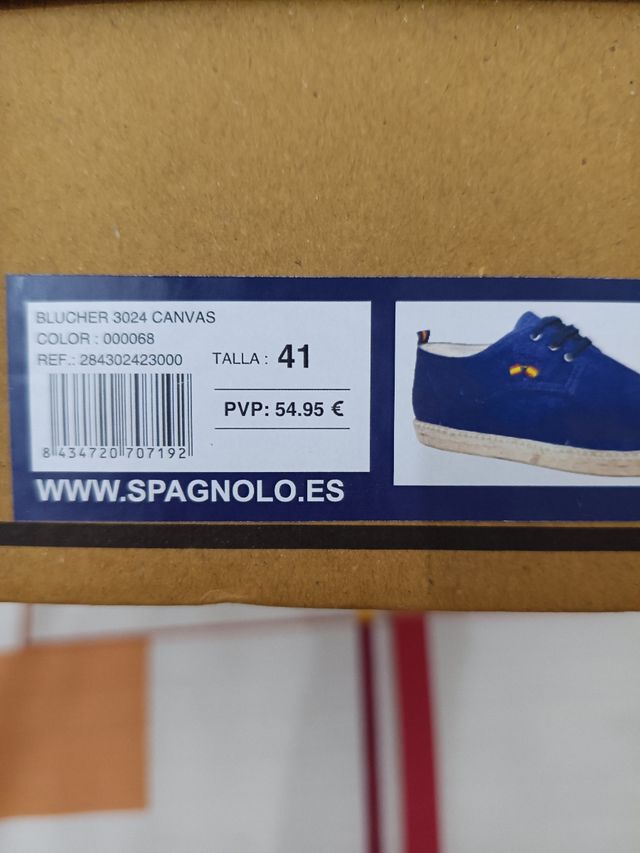 BLUCHER 3024 CANVAS
COLOR : 000068
REF.: 284302423000
TALLA : 41
PVP: 54.95 €
8 434720 707192
WWW.SPAGNOLO.ES